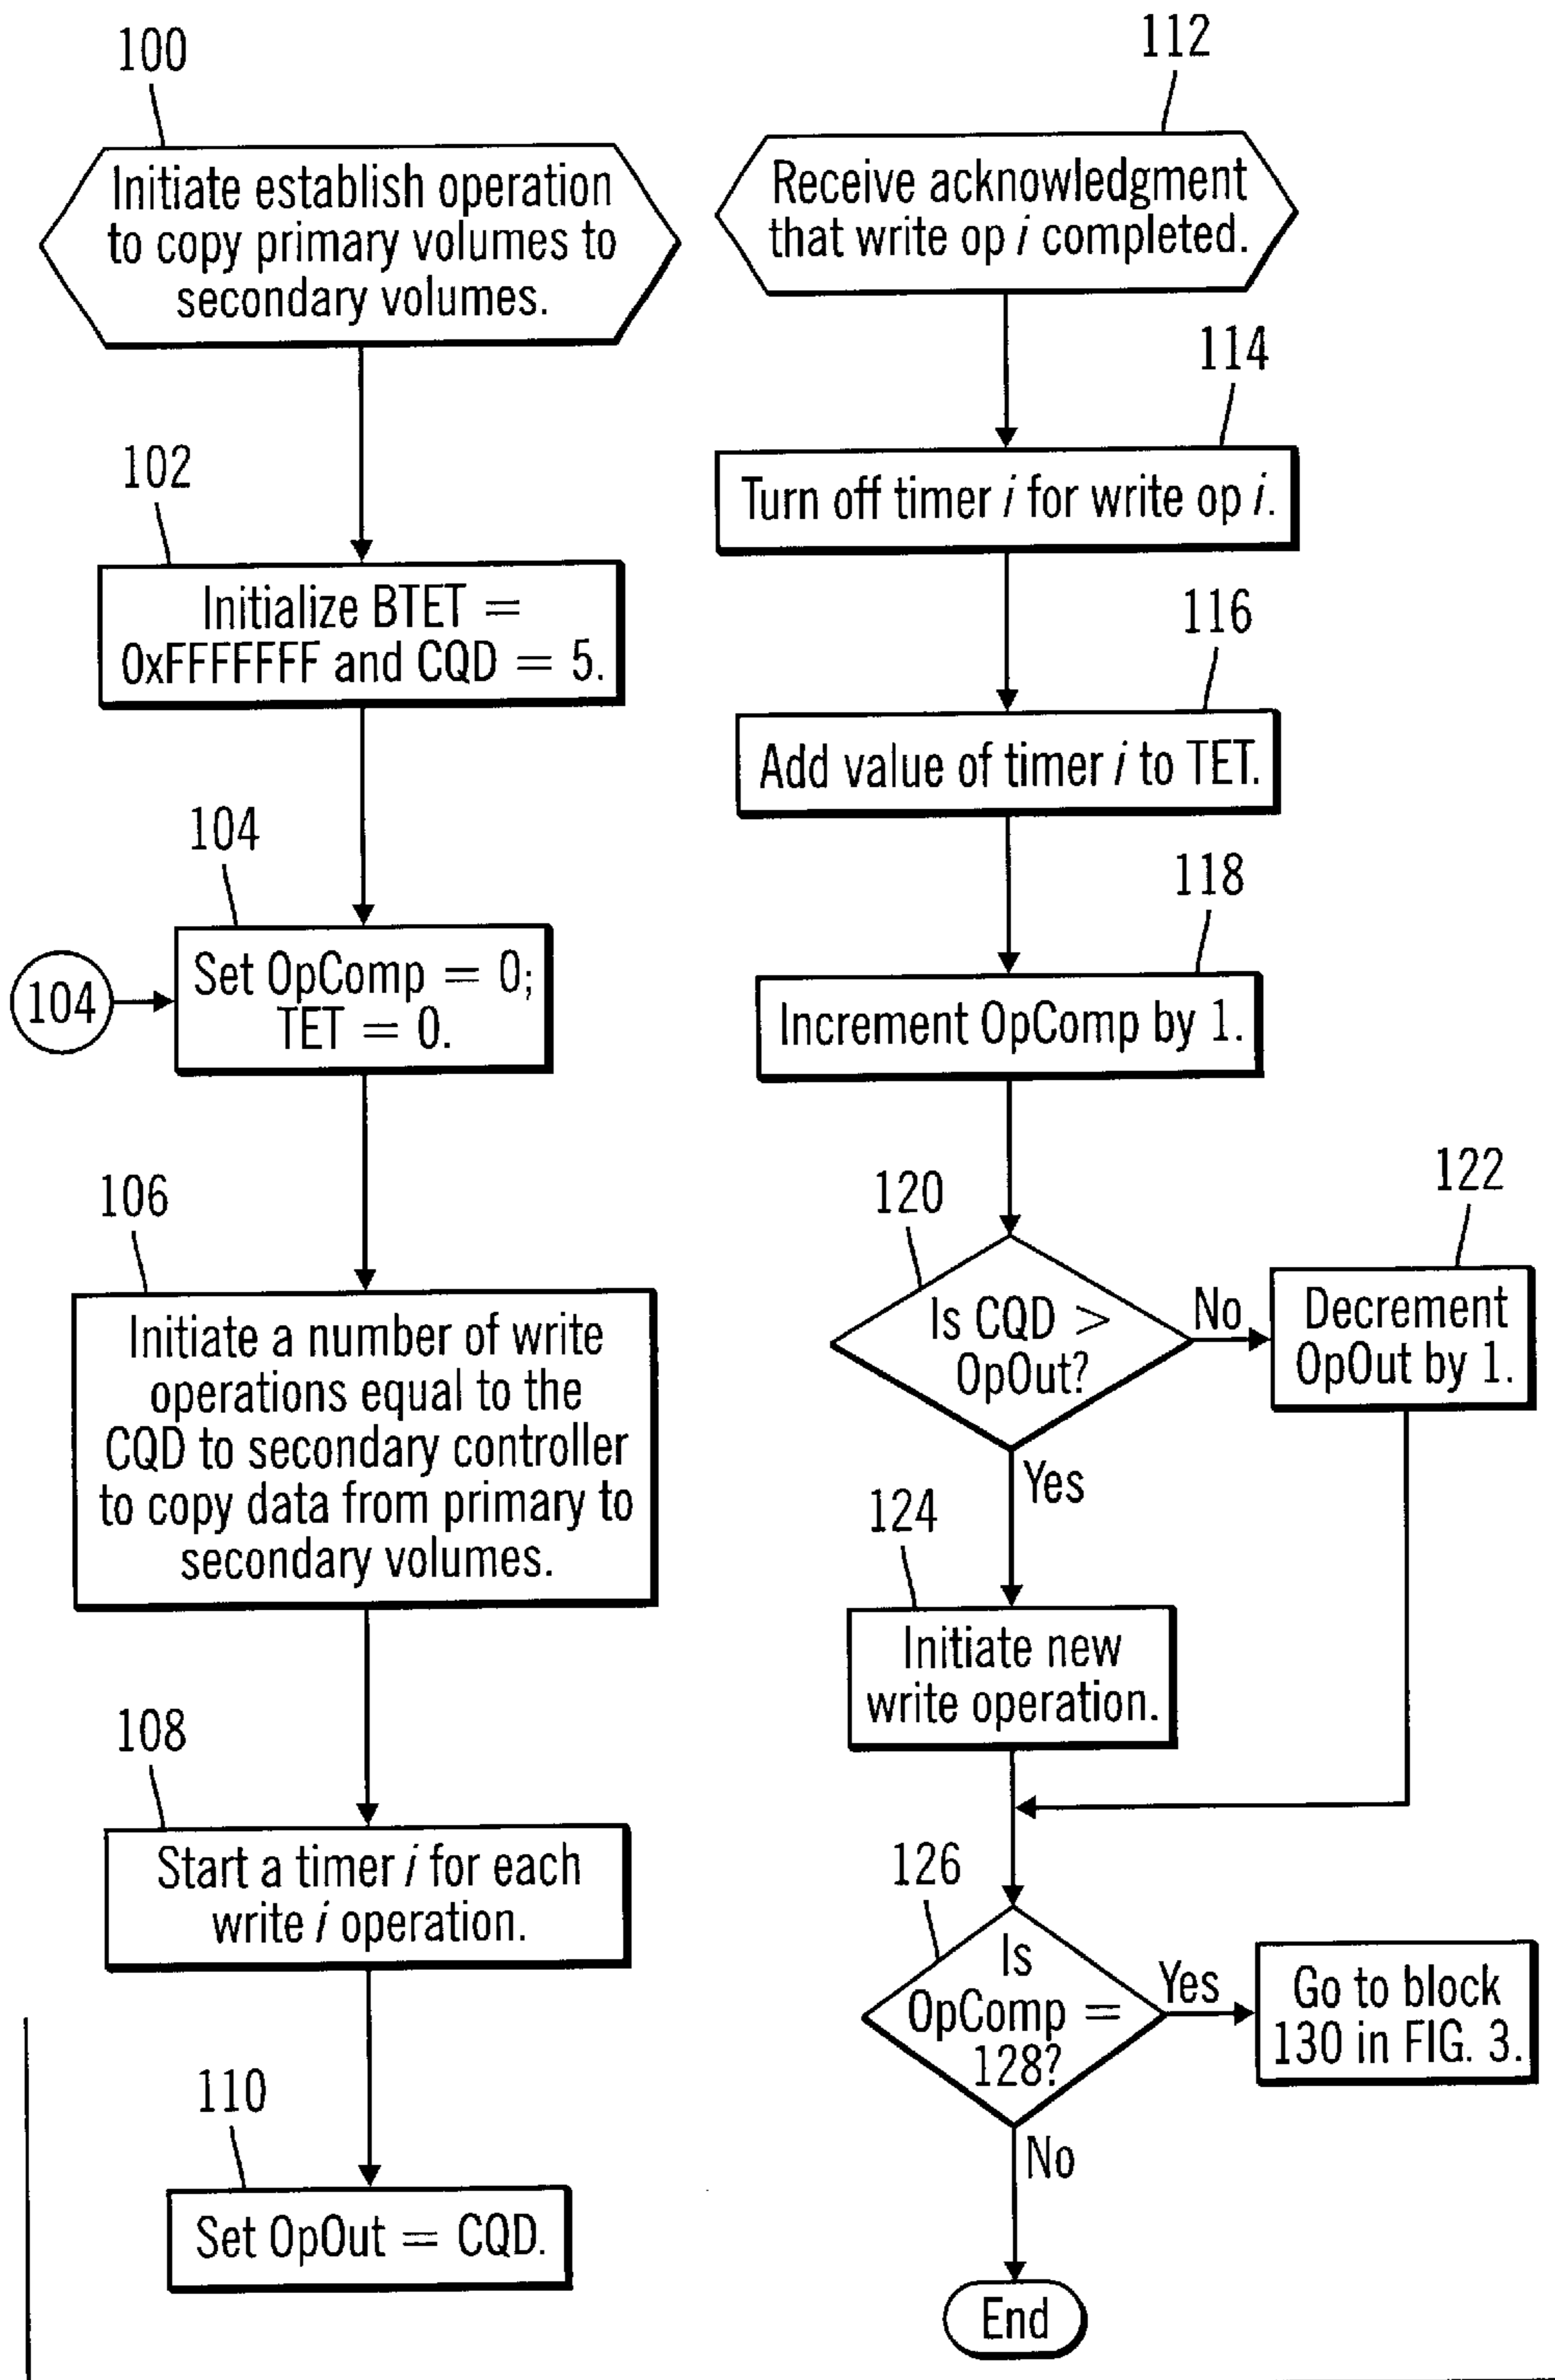 100
Initiate establish operation
to copy primary volumes to
secondary volumes.
102
Initialize BTET =
0xFFFFFFF and CQD = 5.
104
104
Set OpComp = 0;
TET = 0.
106
Initiate a number of write
operations equal to the
CQD to secondary controller
to copy data from primary to
secondary volumes.
108
Start a timer i for each
write i operation.
110
Set OpOut = CQD.
112
Receive acknowledgment
that write op i completed.
114
Turn off timer i for write op i.
116
Add value of timer i to TET.
118
Increment OpComp by 1.
120
Is CQD >
OpOut?
No
122
Decrement
OpOut by 1.
Yes
124
Initiate new
write operation.
126
Is
OpComp =
128?
Yes
Go to block
130 in FIG. 3.
No
End